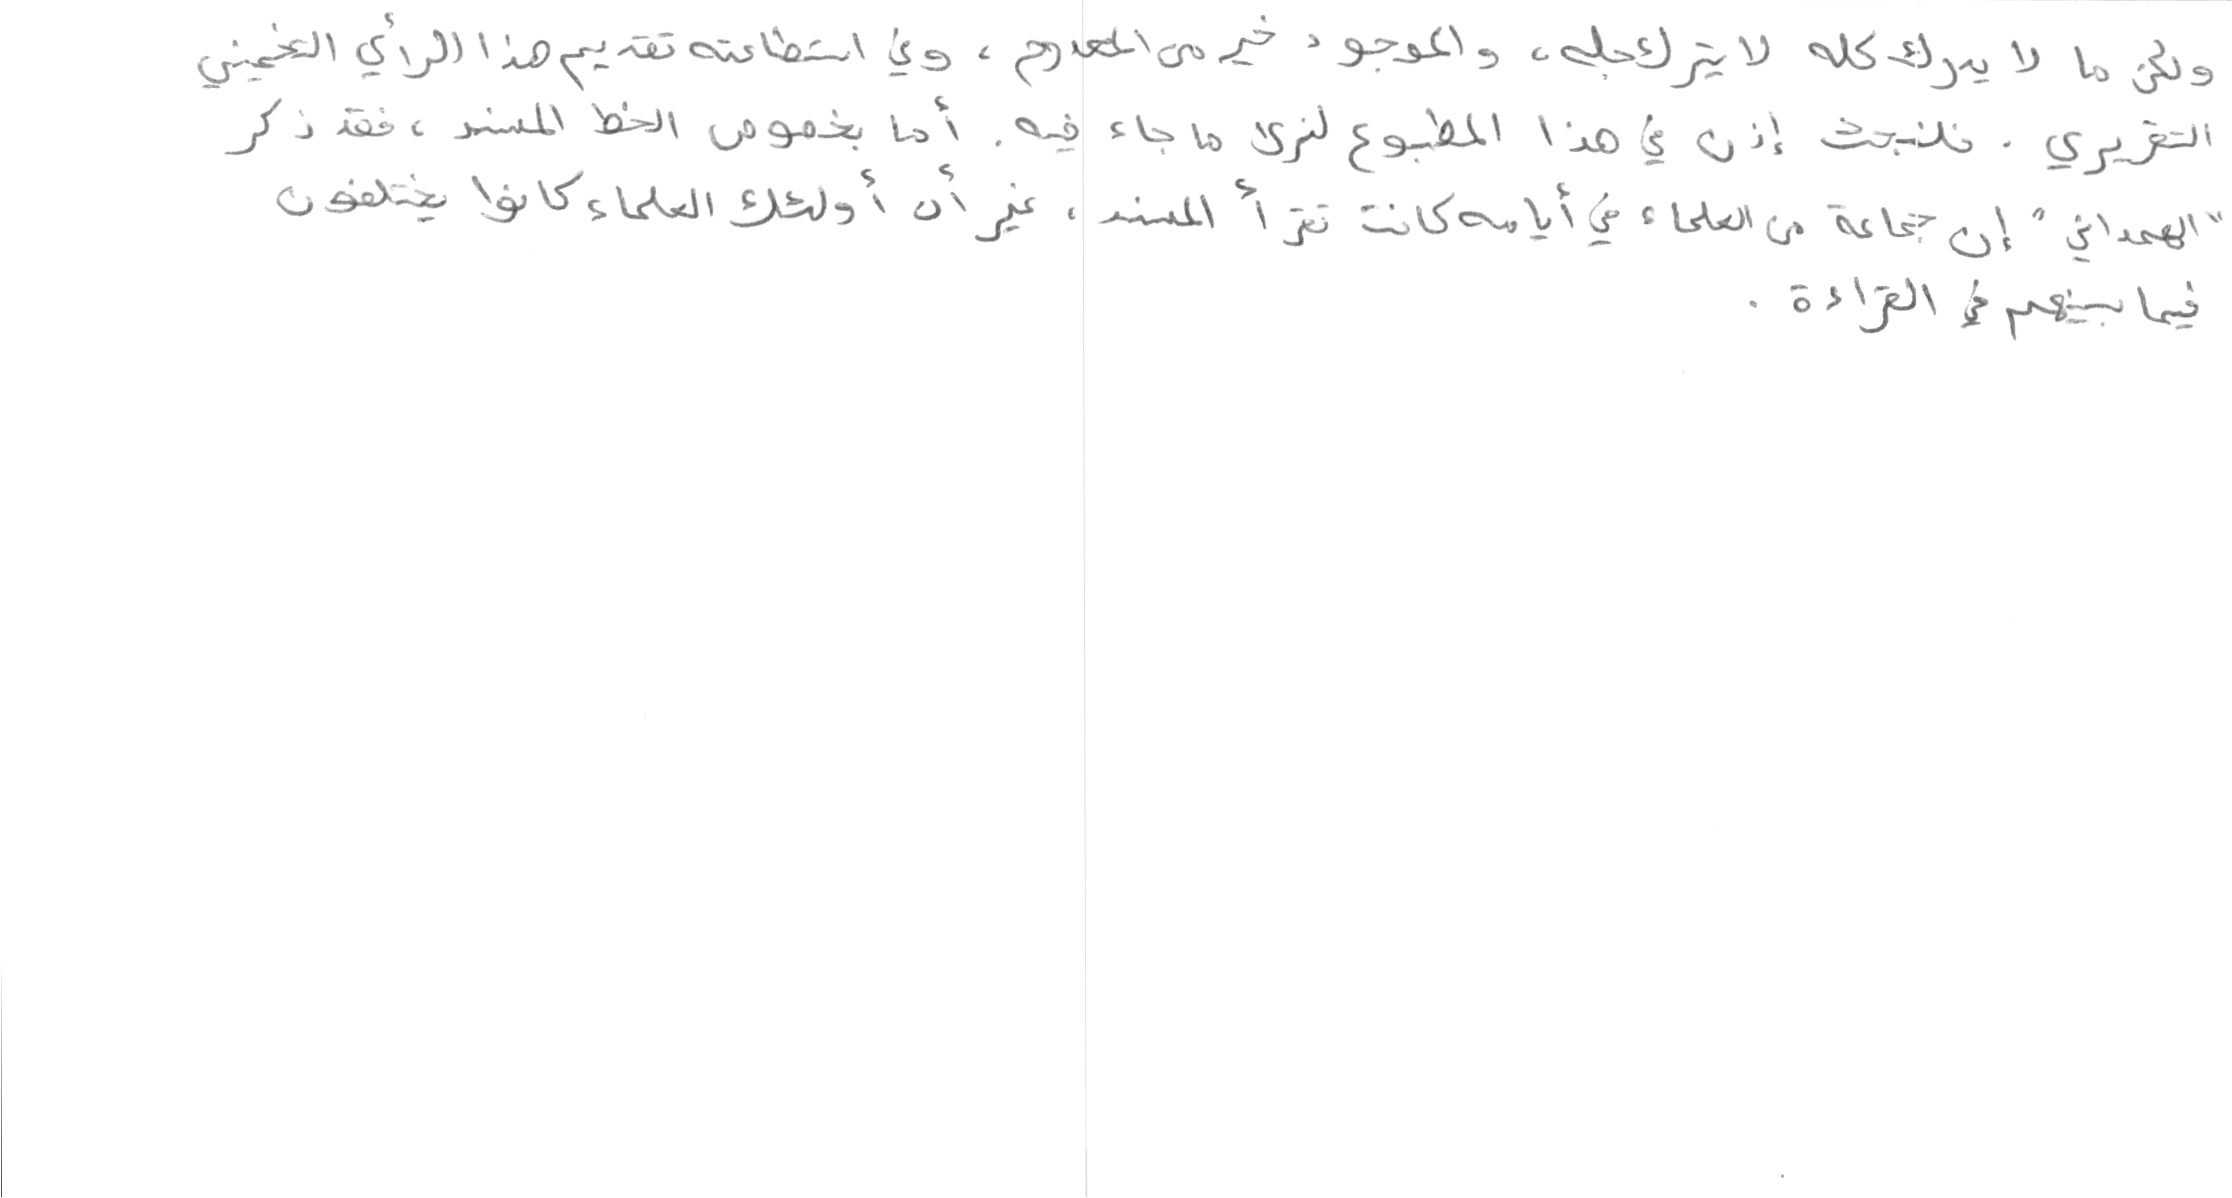 ولكن ما لا يدرك كله لا يترك جله، والموجود خير من المعدوم، وفي استطاعته تقديم هذا الرأي التخميني
التقريري. فلنبحث إذن في هذا المطبوع لنرى ما جاء فيه. أما بخصوص الخط المسند، فقد ذكر
"الهمداني" إن جماعة من العلماء في أيامه كانت تقرأ المسند، غير أن أولئك العلماء كانوا يختلفون
فيما بينهم في القراءة.